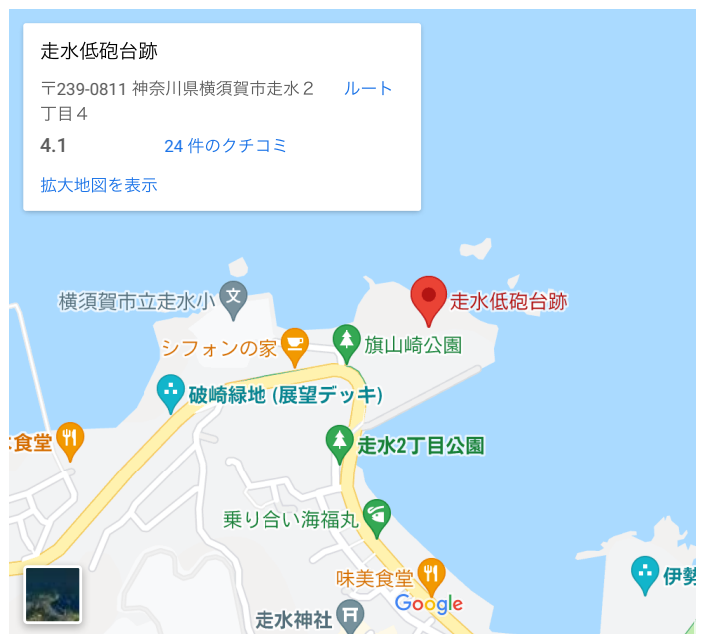 走水低砲台跡
〒239-0811 神奈川県横須賀市走水２
丁目４
ルート
4.1
24 件のクチコミ
拡大地図を表示
横須賀市立走水小
文
走水低砲台跡
シフォンの家
旗山崎公園
破崎緑地 (展望デッキ)
食堂
走水2丁目公園
乗り合い海福丸
味美食堂
伊勢
Google
走水神社